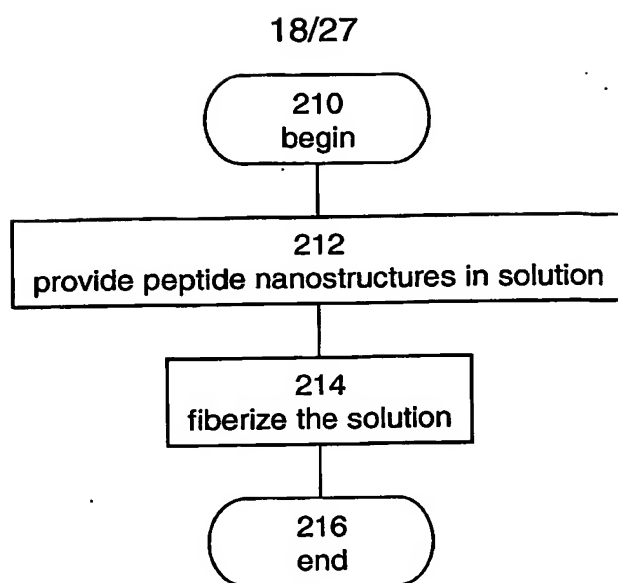 18/27
210
begin
212
provide peptide nanostructures in solution
214
fiberize the solution
216
end